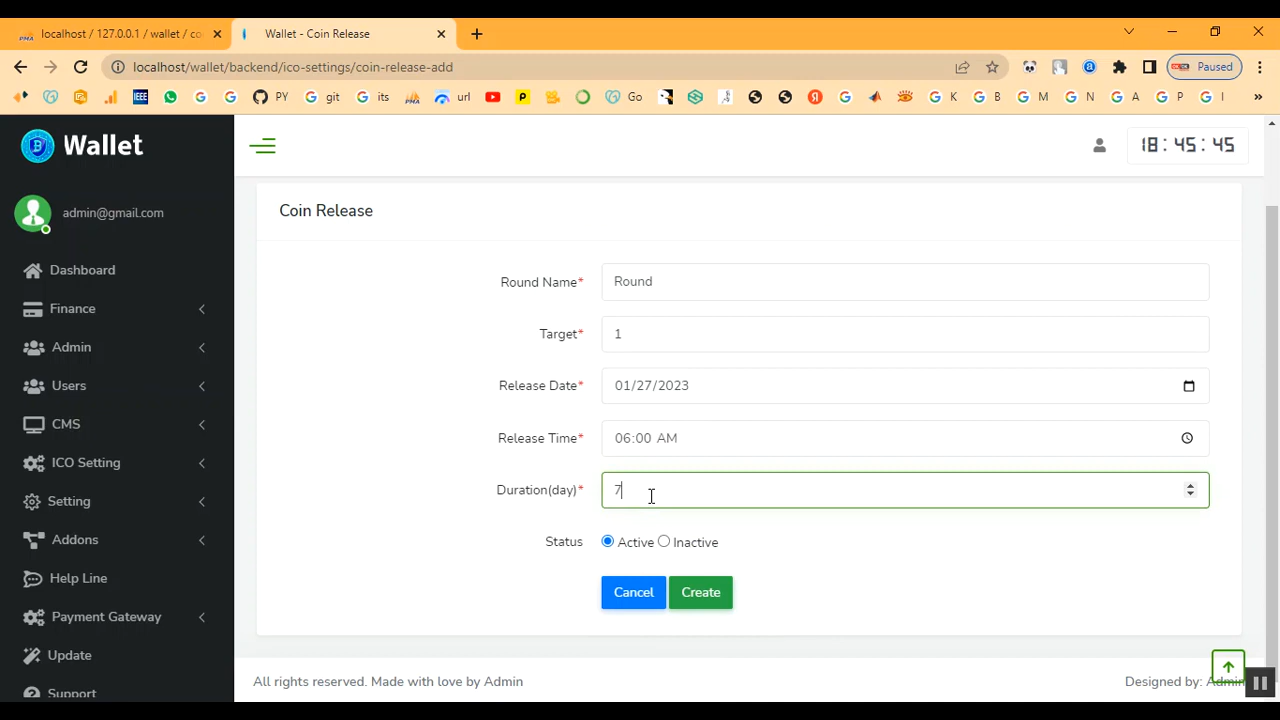 localhost / 127.0.0.1 / wallet / co
Wallet - Coin Release
localhost/wallet/backend/ico-settings/coin-release-add
Paused
IEEE
PY
git
its
PMA
url
Go
K
B
M
N
A
P
I
Wallet
18:45:45
admin@gmail.com
Dashboard
Finance
Admin
Users
CMS
ICO Setting
Setting
Addons
Help Line
Payment Gateway
Update
Support
Coin Release
Round Name* Round
Target* 1
Release Date* 01/27/2023
Release Time* 06:00 AM
Duration(day)* 7
Status Active Inactive
Cancel Create
All rights reserved. Made with love by Admin
Designed by: Admin